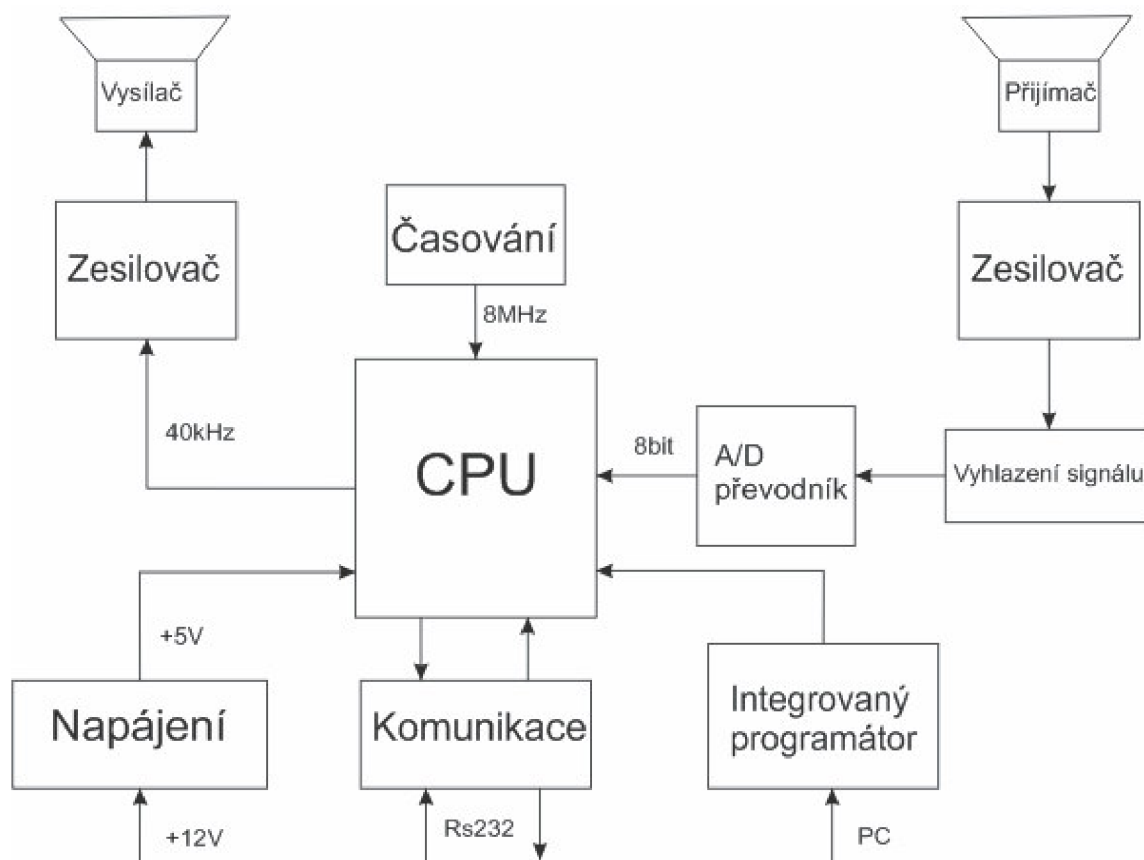 Vysílač
Přijímač
Zesilovač
Časování
Zesilovač
8MHz
40kHz
CPU
8bit
A/D
převodník
Vyhlazení signálu
+5V
Napájení
Komunikace
Integrovaný
programátor
+12V
Rs232
PC